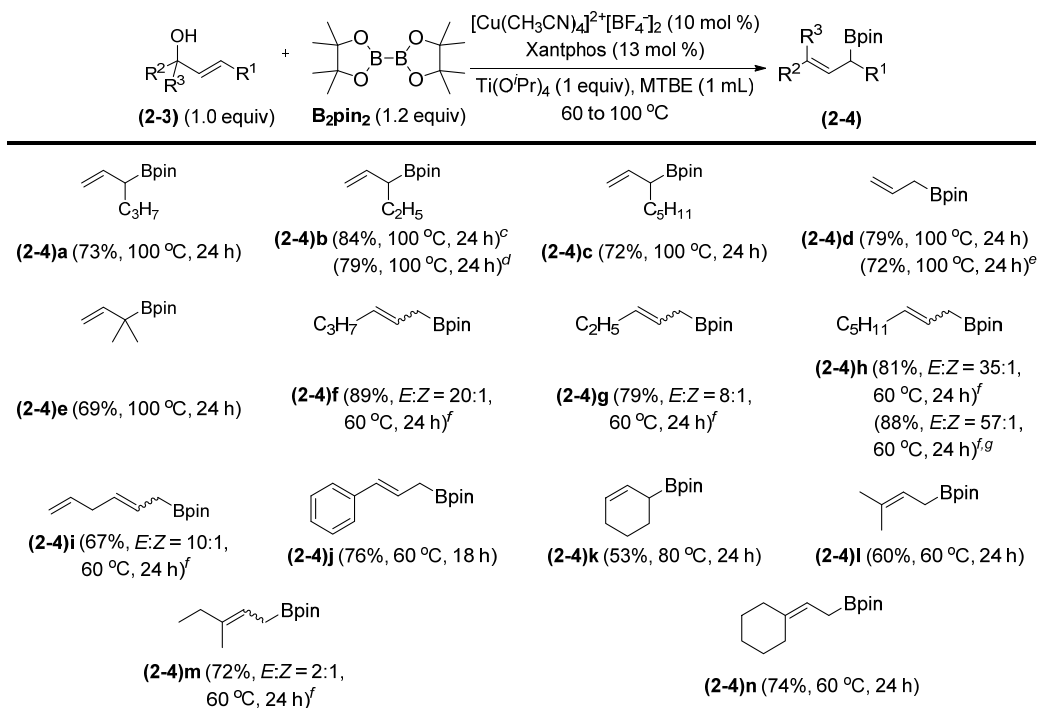 OH
R² R³ R¹
(2-3) (1.0 equiv)
+
O O B–B O O
B₂pin₂ (1.2 equiv)
[Cu(CH₃CN)₄]²⁺[BF₄⁻]₂ (10 mol %)
Xantphos (13 mol %)
Ti(OⁱPr)₄ (1 equiv), MTBE (1 mL)
60 to 100 °C
R³ Bpin
R² R¹
(2-4)
Bpin
C₃H₇
(2-4)a (73%, 100 °C, 24 h)
Bpin
C₂H₅
(2-4)b (84%, 100 °C, 24 h)ᶜ
(79%, 100 °C, 24 h)ᵈ
Bpin
C₅H₁₁
(2-4)c (72%, 100 °C, 24 h)
Bpin
(2-4)d (79%, 100 °C, 24 h)
(72%, 100 °C, 24 h)ᵉ
Bpin
(2-4)e (69%, 100 °C, 24 h)
C₃H₇ Bpin
(2-4)f (89%, E:Z = 20:1,
60 °C, 24 h)ᶠ
C₂H₅ Bpin
(2-4)g (79%, E:Z = 8:1,
60 °C, 24 h)ᶠ
C₅H₁₁ Bpin
(2-4)h (81%, E:Z = 35:1,
60 °C, 24 h)ᶠ
(88%, E:Z = 57:1,
60 °C, 24 h)ᶠ,ᵍ
Bpin
(2-4)i (67%, E:Z = 10:1,
60 °C, 24 h)ᶠ
Bpin
(2-4)j (76%, 60 °C, 18 h)
Bpin
(2-4)k (53%, 80 °C, 24 h)
Bpin
(2-4)l (60%, 60 °C, 24 h)
Bpin
(2-4)m (72%, E:Z = 2:1,
60 °C, 24 h)ᶠ
Bpin
(2-4)n (74%, 60 °C, 24 h)